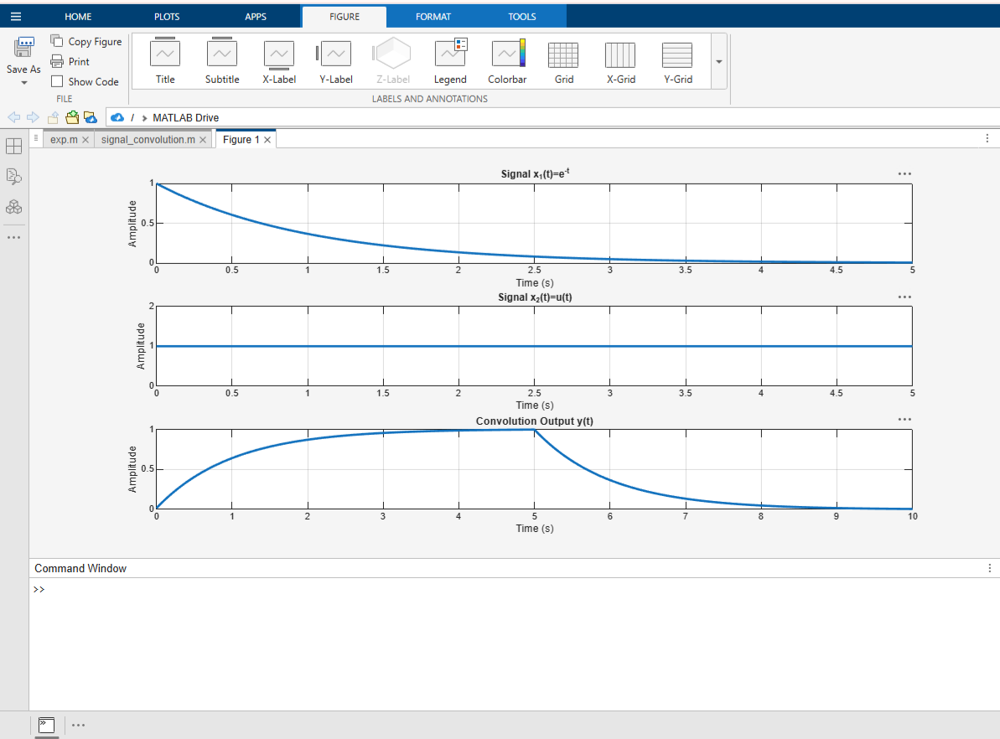 HOME PLOTS APPS FIGURE FORMAT TOOLS
Save As
Copy Figure
Print
Show Code
FILE
Title Subtitle X-Label Y-Label Z-Label Legend Colorbar Grid X-Grid Y-Grid
LABELS AND ANNOTATIONS
/ MATLAB Drive
exp.m × signal_convolution.m × Figure 1 ×
Signal x₁(t)=e⁻ᵗ
Amplitude
1
0.5
0
0 0.5 1 1.5 2 2.5 3 3.5 4 4.5 5
Time (s)
Signal x₂(t)=u(t)
Amplitude
2
1
0
0 0.5 1 1.5 2 2.5 3 3.5 4 4.5 5
Time (s)
Convolution Output y(t)
Amplitude
1
0.5
0
0 1 2 3 4 5 6 7 8 9 10
Time (s)
Command Window
>>